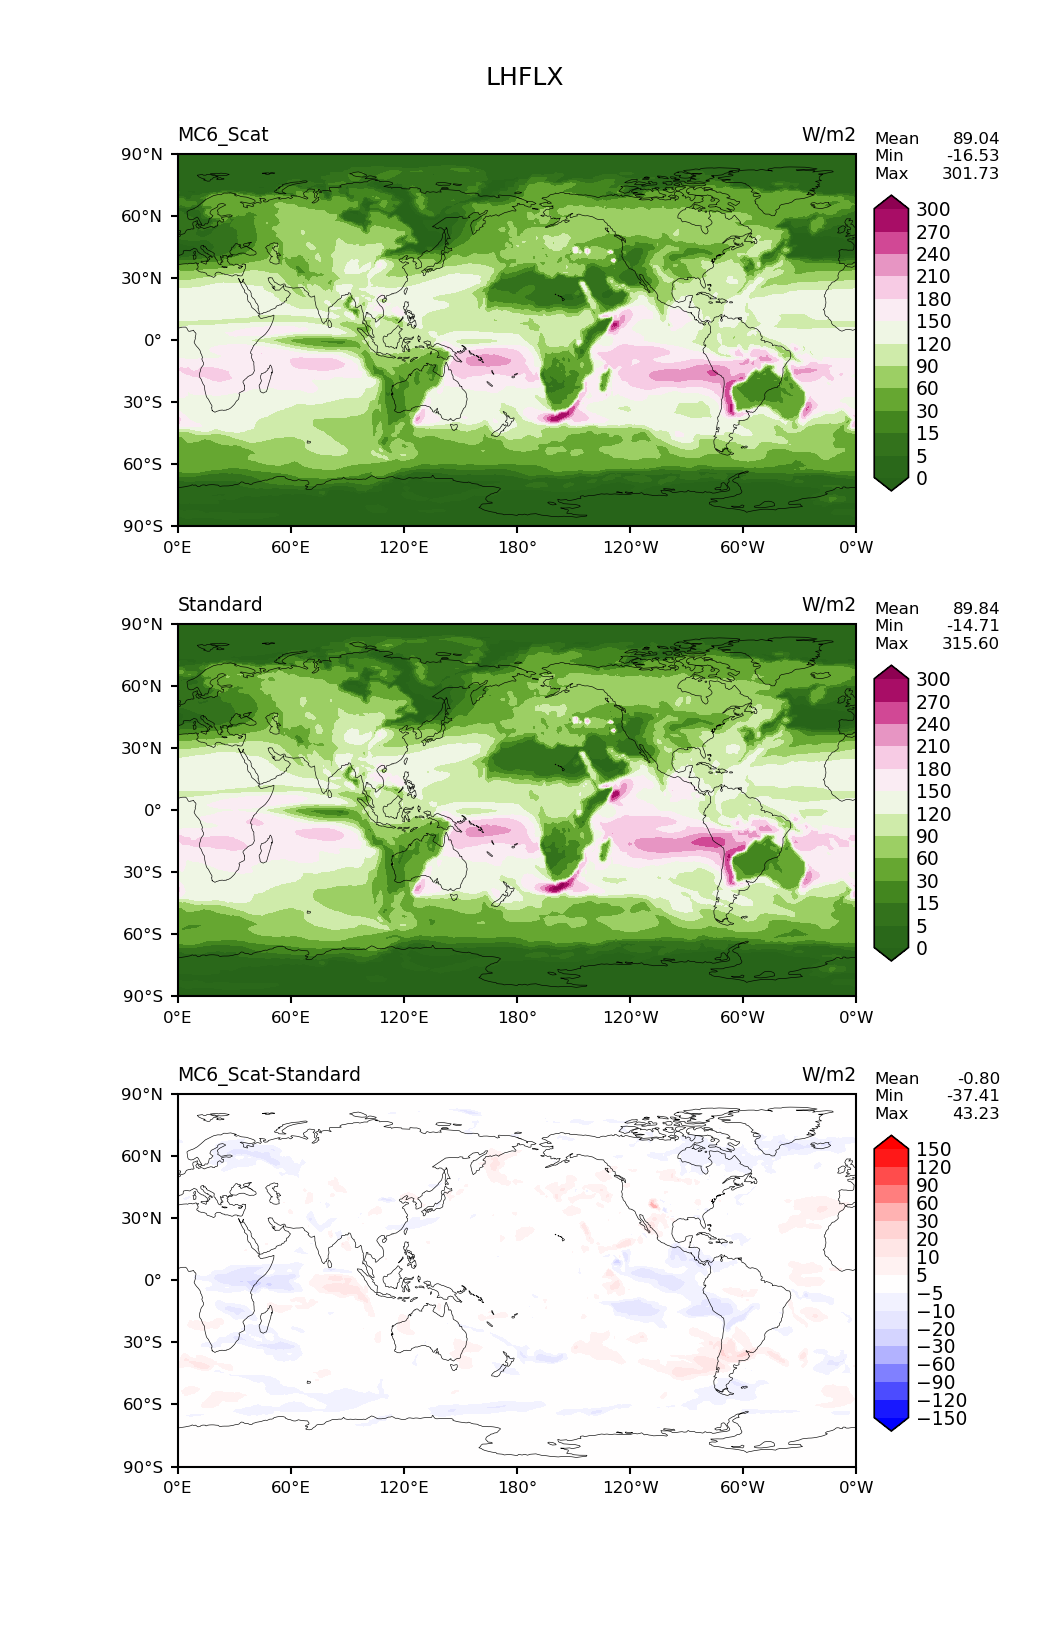 LHFLX
MC6_Scat W/m2
Mean 89.04
Min -16.53
Max 301.73
90°N
60°N
30°N
0°
30°S
60°S
90°S
0°E 60°E 120°E 180° 120°W 60°W 0°W
300
270
240
210
180
150
120
90
60
30
15
5
0
Standard W/m2
Mean 89.84
Min -14.71
Max 315.60
90°N
60°N
30°N
0°
30°S
60°S
90°S
0°E 60°E 120°E 180° 120°W 60°W 0°W
300
270
240
210
180
150
120
90
60
30
15
5
0
MC6_Scat-Standard W/m2
Mean -0.80
Min -37.41
Max 43.23
90°N
60°N
30°N
0°
30°S
60°S
90°S
0°E 60°E 120°E 180° 120°W 60°W 0°W
150
120
90
60
30
20
10
5
−5
−10
−20
−30
−60
−90
−120
−150